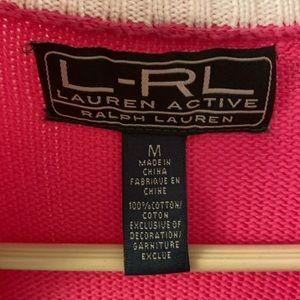 L-RL
LAUREN ACTIVE
RALPH LAUREN
M
MADE IN
CHINA
FABRIQUE EN
CHINE
100%COTTON/
COTON
EXCLUSIVE OF
DECORATION/
GARNITURE
EXCLUE